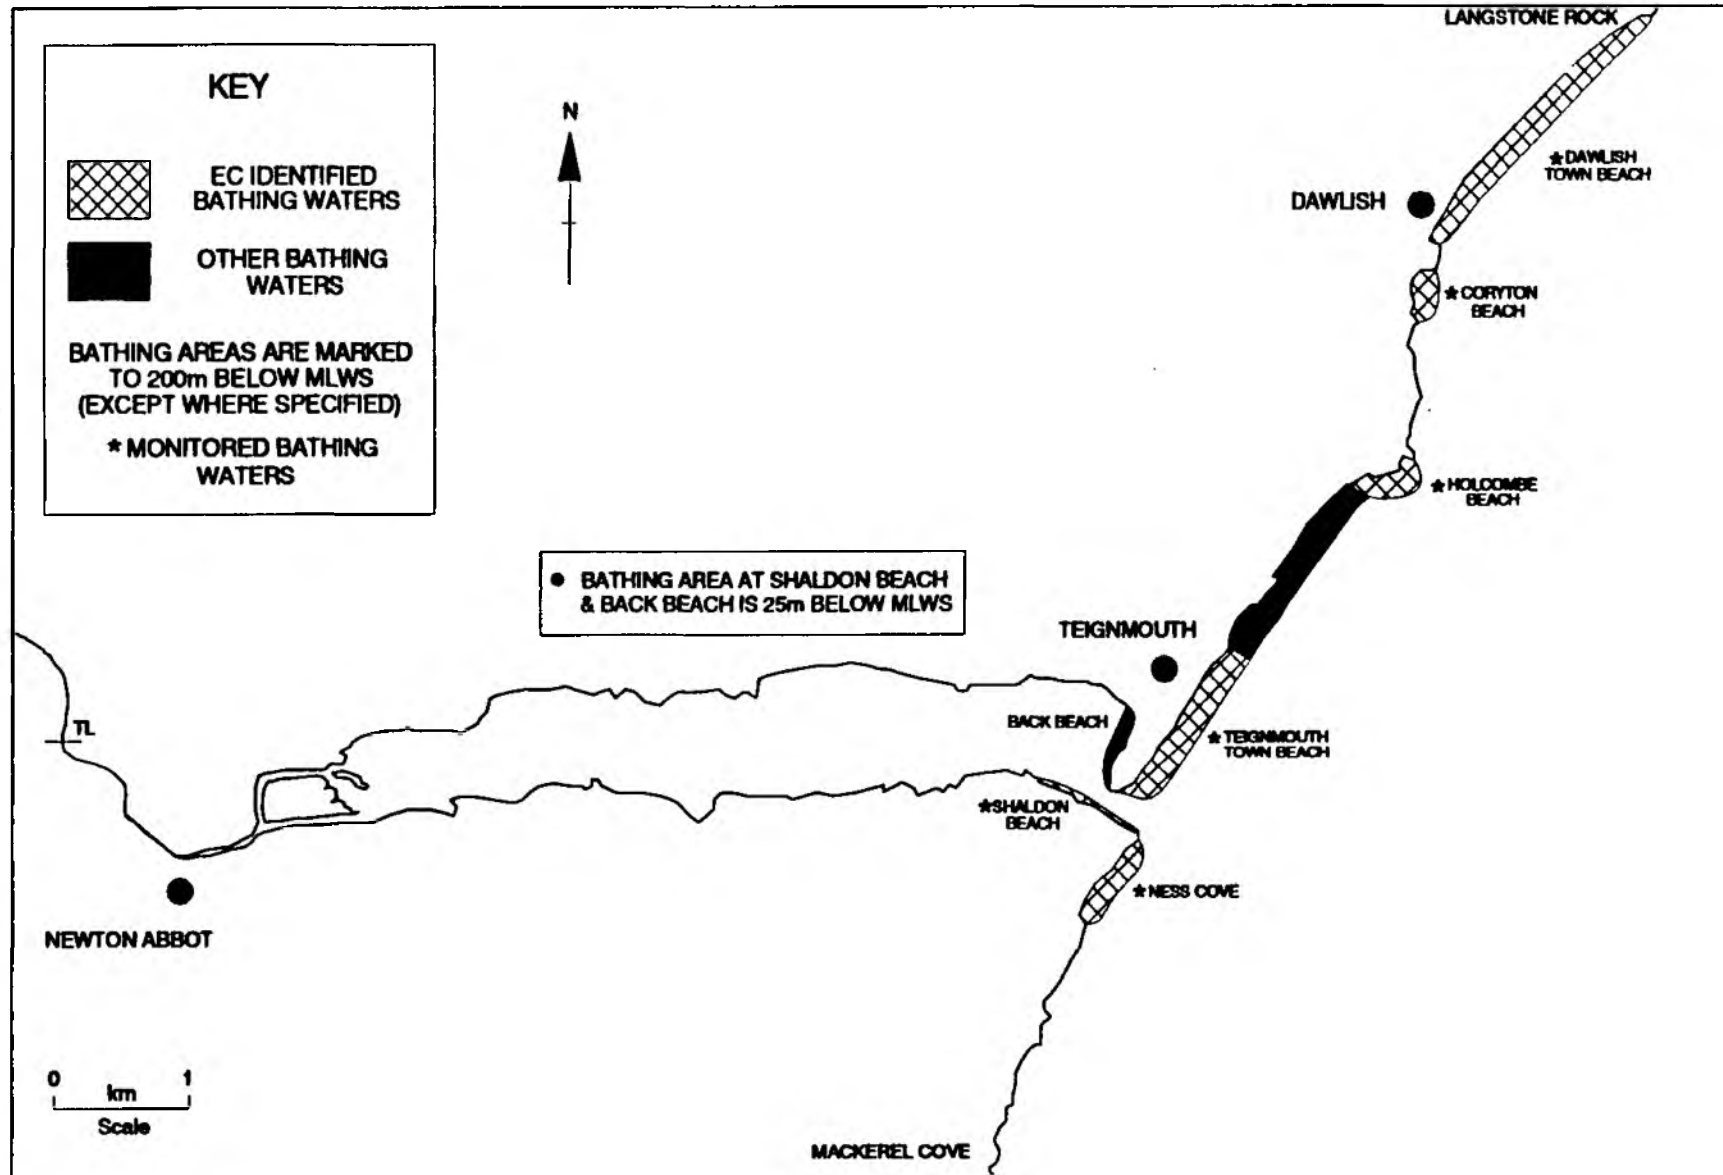 LANGSTONE ROCK
KEY
EC IDENTIFIED
BATHING WATERS
OTHER BATHING
WATERS
BATHING AREAS ARE MARKED
TO 200m BELOW MLWS
(EXCEPT WHERE SPECIFIED)
* MONITORED BATHING
WATERS
N
* DAWLISH
TOWN BEACH
DAWLISH
* CORYTON
BEACH
* HOLCOMBE
BEACH
● BATHING AREA AT SHALDON BEACH
& BACK BEACH IS 25m BELOW MLWS
TEIGNMOUTH
BACK BEACH
* TEIGNMOUTH
TOWN BEACH
TL
* SHALDON
BEACH
* NESS COVE
NEWTON ABBOT
0 km 1
Scale
MACKEREL COVE